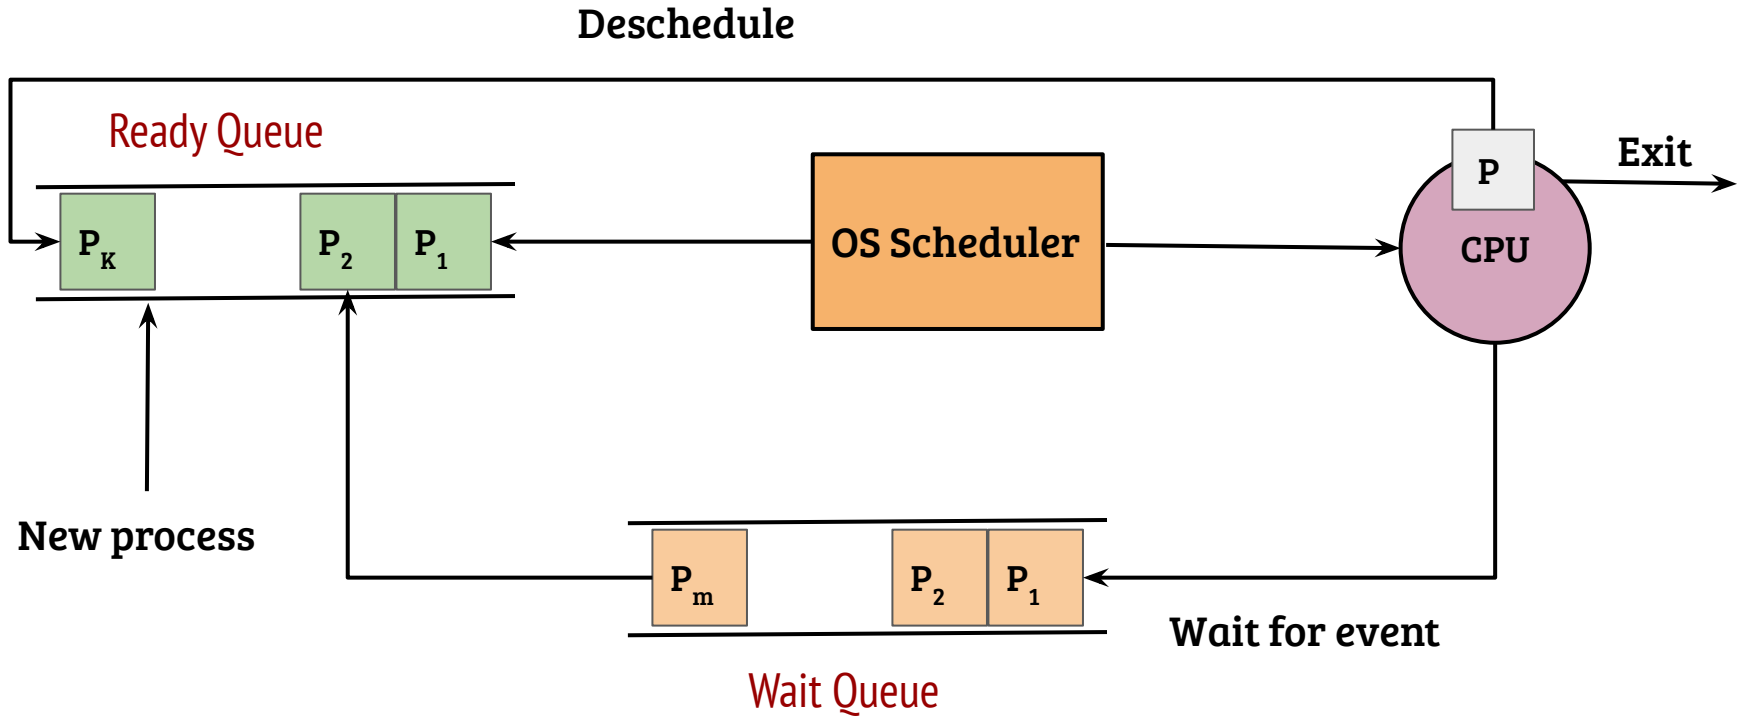 Deschedule
Ready Queue
Exit
P
PK
P2
P1
OS Scheduler
CPU
New process
Pm
P2
P1
Wait for event
Wait Queue